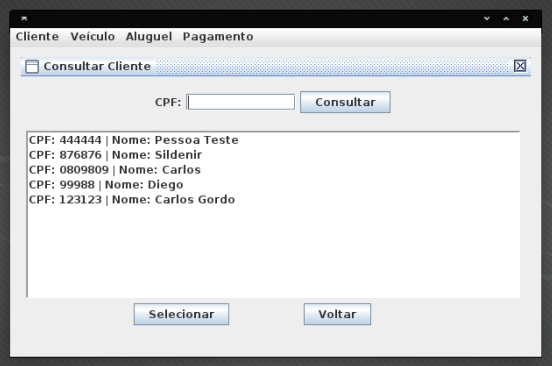 Cliente Veículo Aluguel Pagamento
Consultar Cliente
CPF: Consultar
CPF: 444444 | Nome: Pessoa Teste
CPF: 876876 | Nome: Sildenir
CPF: 0809809 | Nome: Carlos
CPF: 99988 | Nome: Diego
CPF: 123123 | Nome: Carlos Gordo
Selecionar Voltar